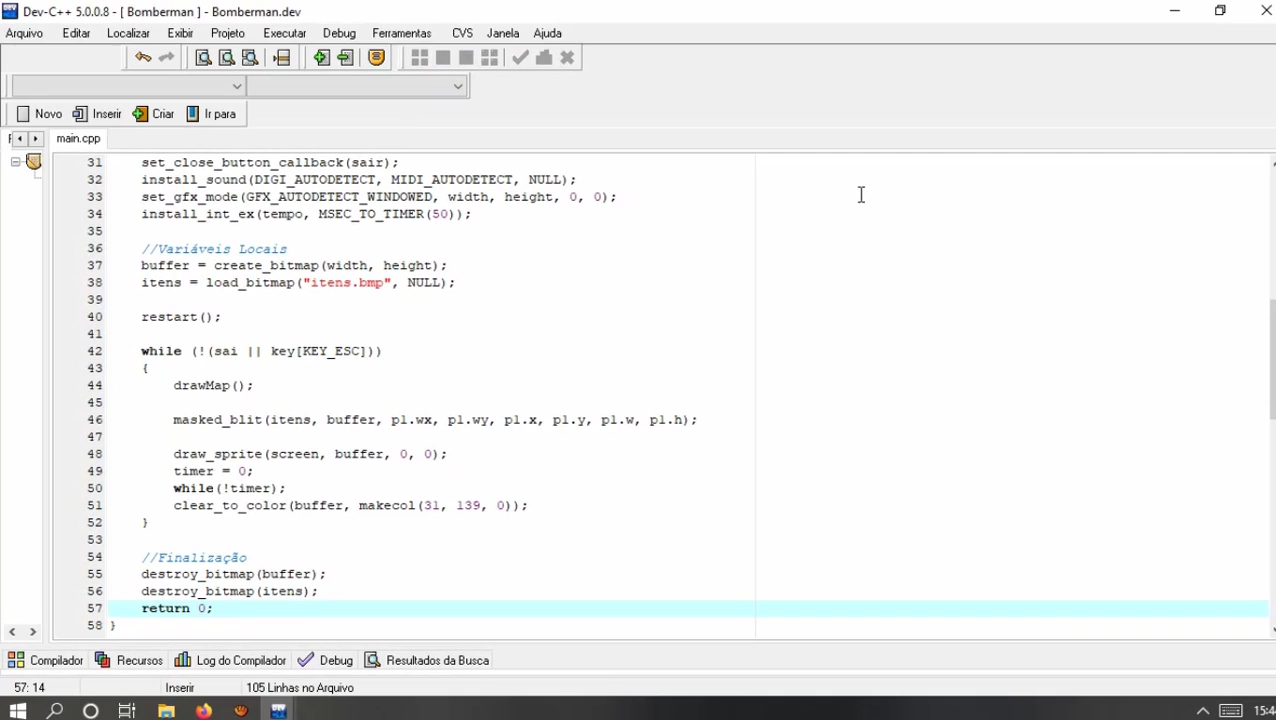 Dev-C++ 5.0.0.8 - [ Bomberman ] - Bomberman.dev
Arquivo Editar Localizar Exibir Projeto Executar Debug Ferramentas CVS Janela Ajuda
Novo Inserir Criar Ir para
main.cpp
31 set_close_button_callback(sair);
32 install_sound(DIGI_AUTODETECT, MIDI_AUTODETECT, NULL);
33 set_gfx_mode(GFX_AUTODETECT_WINDOWED, width, height, 0, 0);
34 install_int_ex(tempo, MSEC_TO_TIMER(50));
35
36 //Variáveis Locais
37 buffer = create_bitmap(width, height);
38 itens = load_bitmap("itens.bmp", NULL);
39
40 restart();
41
42 while (!(sai || key[KEY_ESC]))
43 {
44 drawMap();
45
46 masked_blit(itens, buffer, p1.wx, p1.wy, p1.x, p1.y, p1.w, p1.h);
47
48 draw_sprite(screen, buffer, 0, 0);
49 timer = 0;
50 while(!timer);
51 clear_to_color(buffer, makecol(31, 139, 0));
52 }
53
54 //Finalização
55 destroy_bitmap(buffer);
56 destroy_bitmap(itens);
57 return 0;
58 }
Compilador Recursos Log do Compilador Debug Resultados da Busca
57: 14 Inserir 105 Linhas no Arquivo